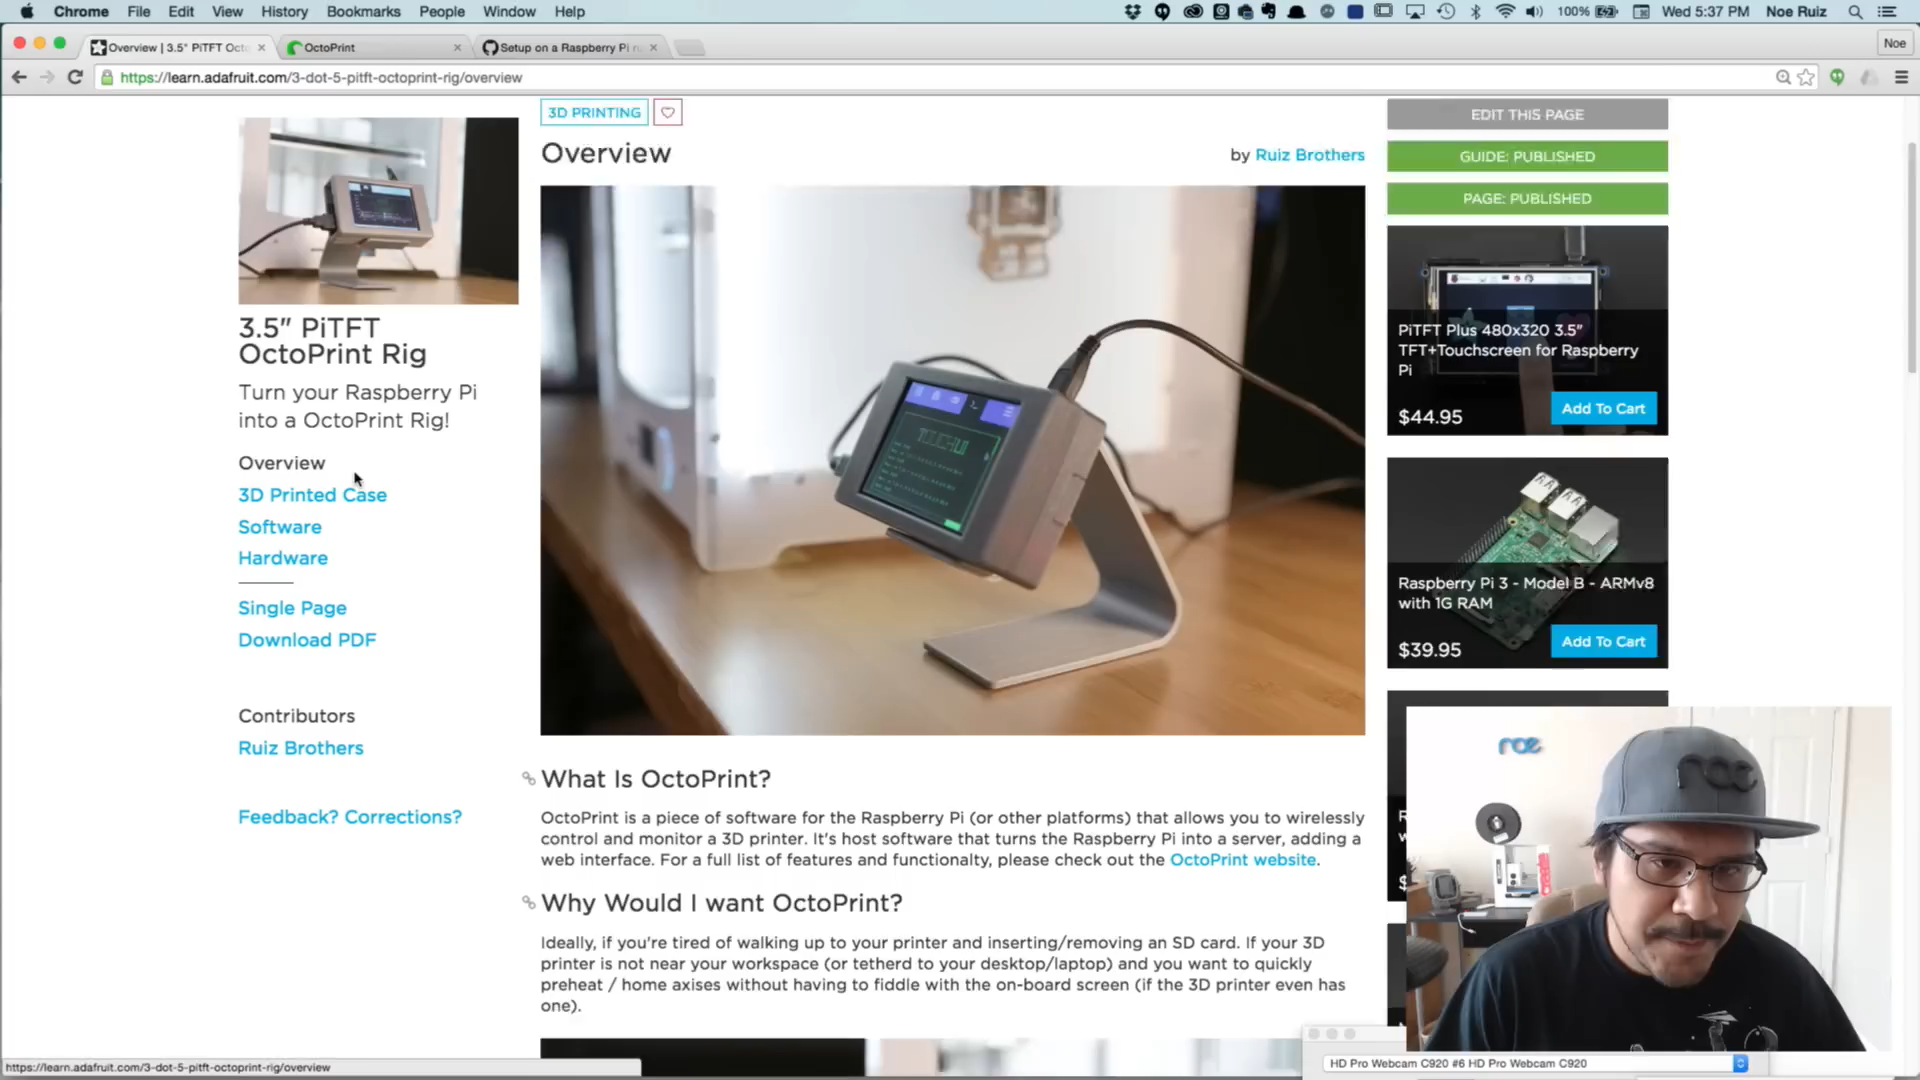 Chrome File Edit View History Bookmarks People Window Help 100% Wed 5:37 PM Noe Ruiz
Overview | 3.5" PiTFT Octo OctoPrint Setup on a Raspberry Pi ru Noe
https://learn.adafruit.com/3-dot-5-pitft-octoprint-rig/overview
3.5" PiTFT
OctoPrint Rig
Turn your Raspberry Pi
into a OctoPrint Rig!
Overview
3D Printed Case
Software
Hardware
Single Page
Download PDF
Contributors
Ruiz Brothers
Feedback? Corrections?
3D PRINTING
Overview
by Ruiz Brothers
TOUCHUI
What Is OctoPrint?
OctoPrint is a piece of software for the Raspberry Pi (or other platforms) that allows you to wirelessly
control and monitor a 3D printer. It's host software that turns the Raspberry Pi into a server, adding a
web interface. For a full list of features and functionalty, please check out the OctoPrint website.
Why Would I want OctoPrint?
Ideally, if you're tired of walking up to your printer and inserting/removing an SD card. If your 3D
printer is not near your workspace (or tetherd to your desktop/laptop) and you want to quickly
preheat / home axises without having to fiddle with the on-board screen (if the 3D printer even has
one).
EDIT THIS PAGE
GUIDE: PUBLISHED
PAGE: PUBLISHED
PiTFT Plus 480x320 3.5"
TFT+Touchscreen for Raspberry
Pi
$44.95 Add To Cart
Raspberry Pi 3 - Model B - ARMv8
with 1G RAM
$39.95 Add To Cart
noe
noe
HD Pro Webcam C920 #6 HD Pro Webcam C920
https://learn.adafruit.com/3-dot-5-pitft-octoprint-rig/overview